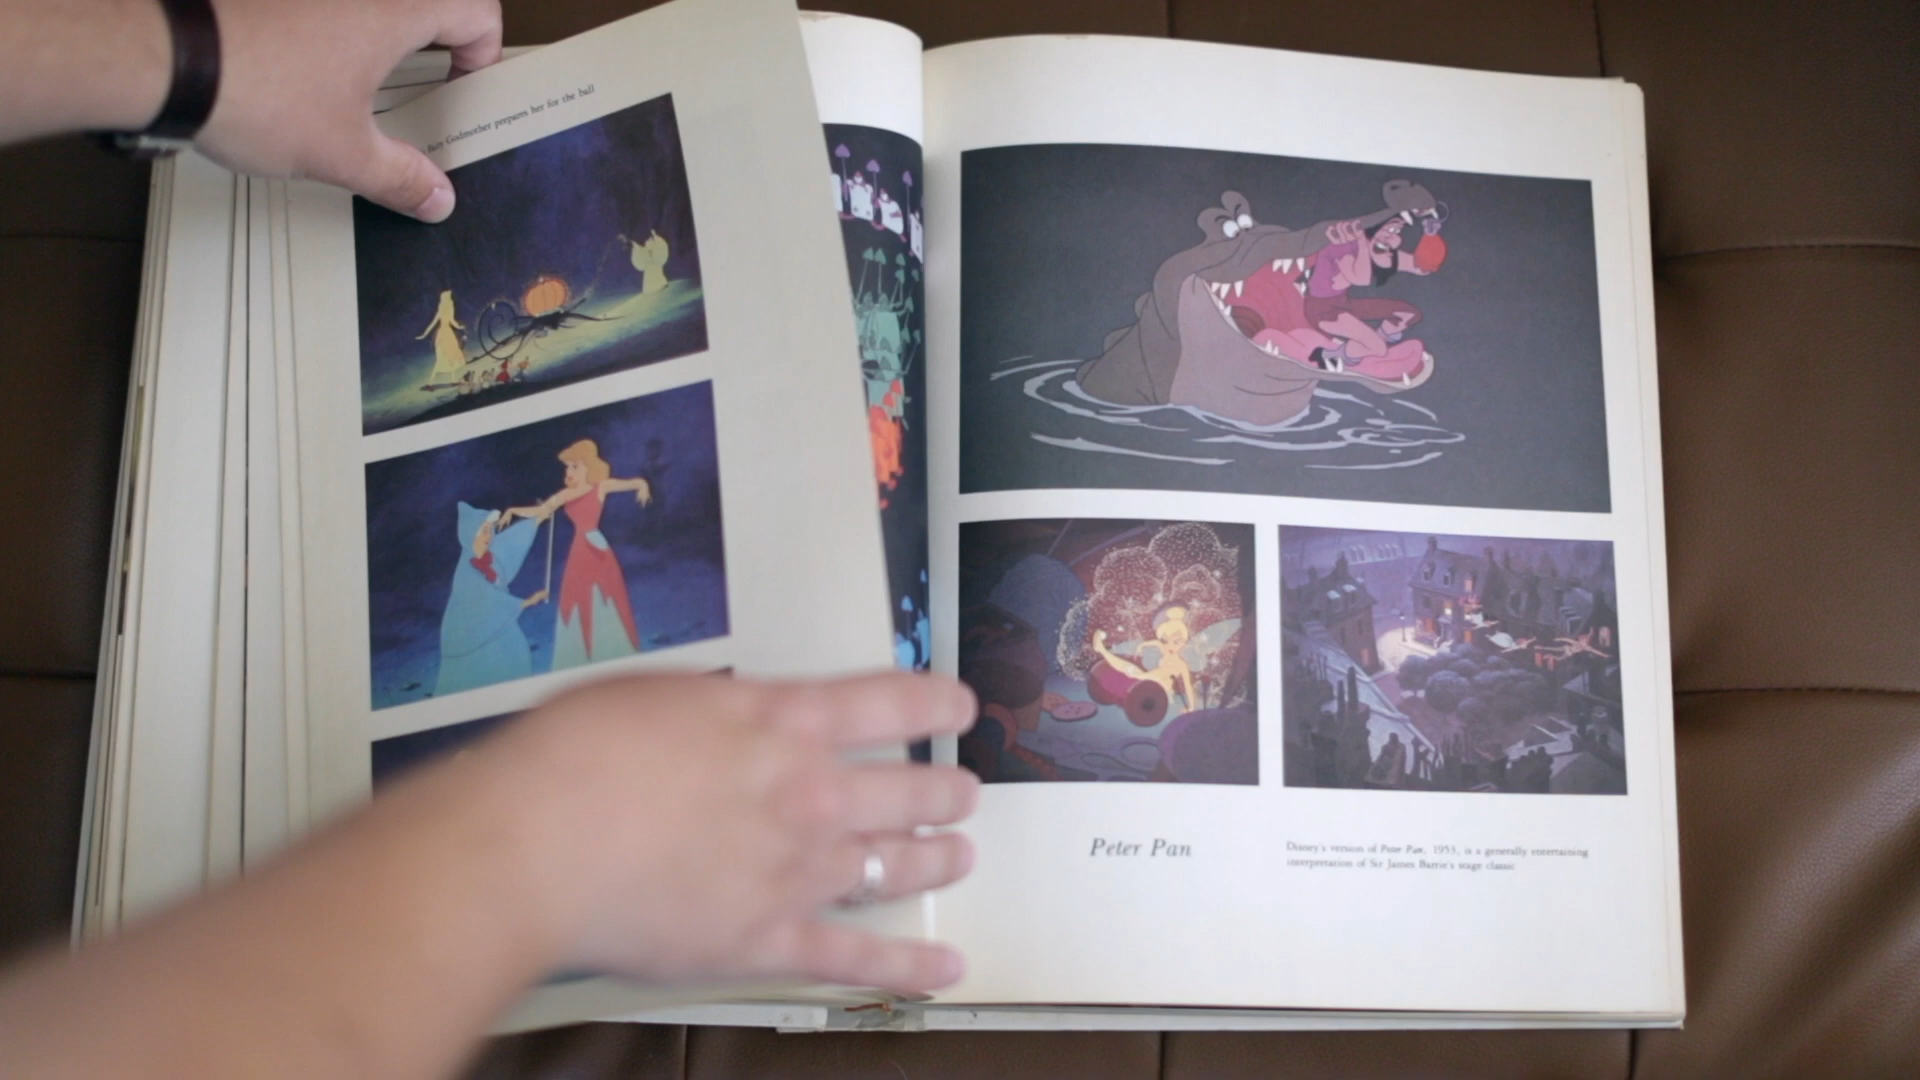 Fairy Godmother prepares her for the ball
Peter Pan
Disney's version of Peter Pan, 1953, is a generally entertaining
interpretation of Sir James Barrie's stage classic